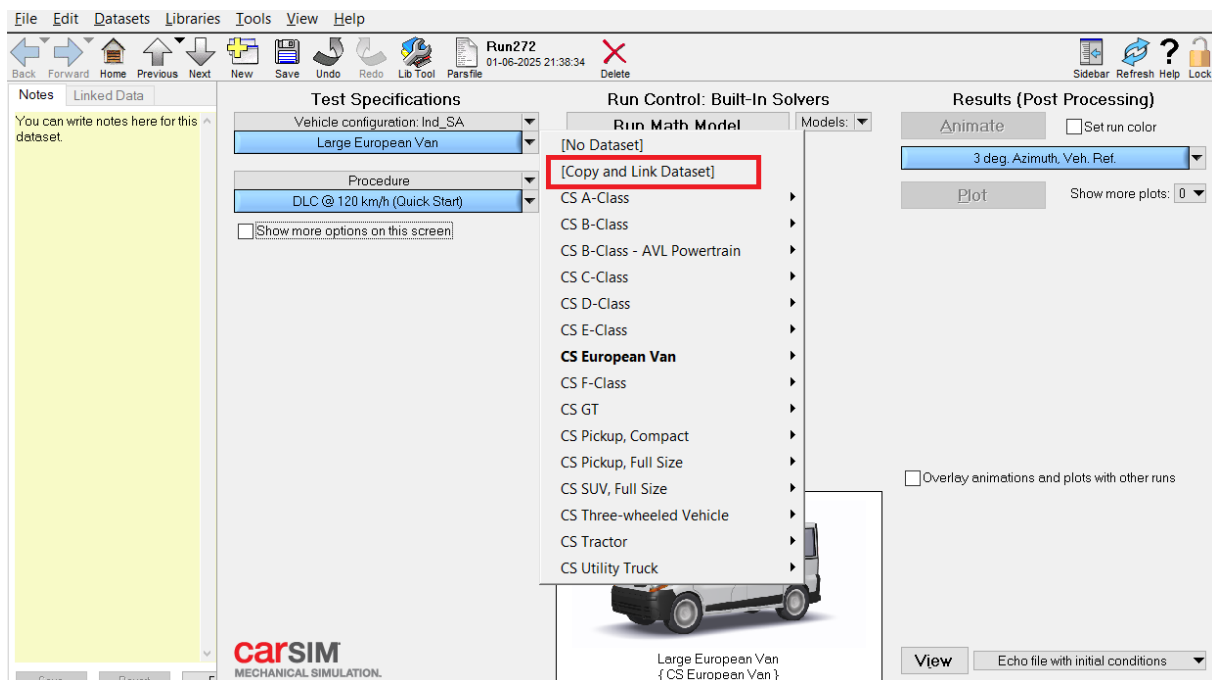 File Edit Datasets Libraries Tools View Help
Back Forward Home Previous Next New Save Undo Redo Lib Tool Parsfile
Run272
01-06-2025 21:38:34
Delete
Sidebar Refresh Help Lock
Notes Linked Data
You can write notes here for this
dataset.
Test Specifications
Vehicle configuration: Ind_SA
Large European Van
Procedure
DLC @ 120 km/h (Quick Start)
Show more options on this screen
Run Control: Built-In Solvers
Run Math Model
Models:
[No Dataset]
[Copy and Link Dataset]
CS A-Class
CS B-Class
CS B-Class - AVL Powertrain
CS C-Class
CS D-Class
CS E-Class
CS European Van
CS F-Class
CS GT
CS Pickup, Compact
CS Pickup, Full Size
CS SUV, Full Size
CS Three-wheeled Vehicle
CS Tractor
CS Utility Truck
Large European Van
{ CS European Van }
Results (Post Processing)
Animate Set run color
3 deg. Azimuth, Veh. Ref.
Plot Show more plots: 0
Overlay animations and plots with other runs
View Echo file with initial conditions
carSIM
MECHANICAL SIMULATION.